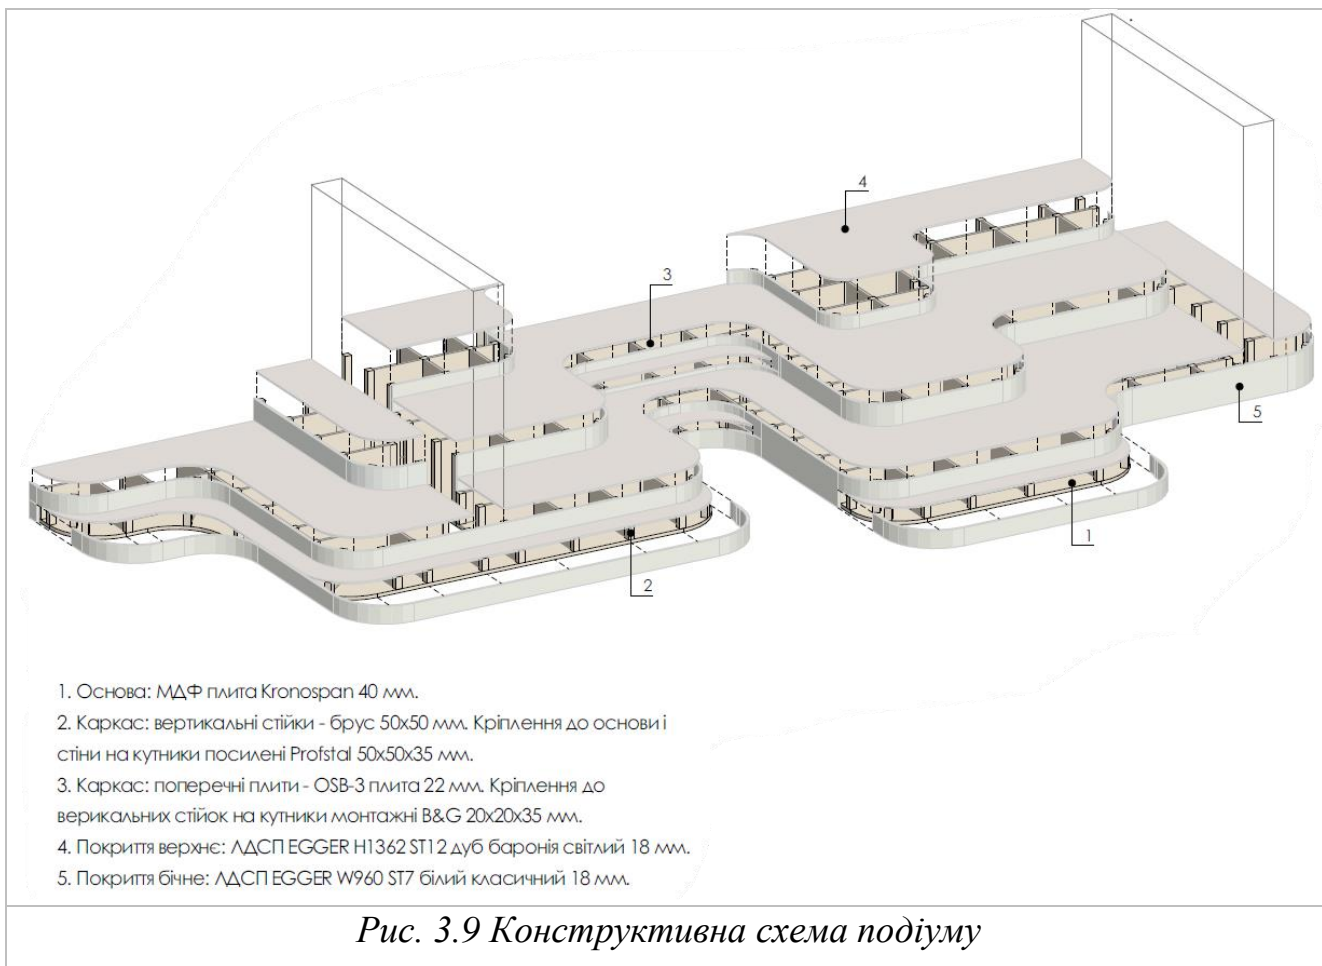 4
3
5
1
2
1. Основа: МДФ плита Kronospan 40 мм.
2. Каркас: вертикальні стійки - брус 50х50 мм. Кріплення до основи і
стіни на кутники посилені Profstal 50х50х35 мм.
3. Каркас: поперечні плити - OSB-3 плита 22 мм. Кріплення до
верикальних стійок на кутники монтажні B&G 20х20х35 мм.
4. Покриття верхнє: ЛДСП EGGER H1362 ST12 дуб баронія світлий 18 мм.
5. Покриття бічне: ЛДСП EGGER W960 ST7 білий класичний 18 мм.
Рис. 3.9 Конструктивна схема подіуму